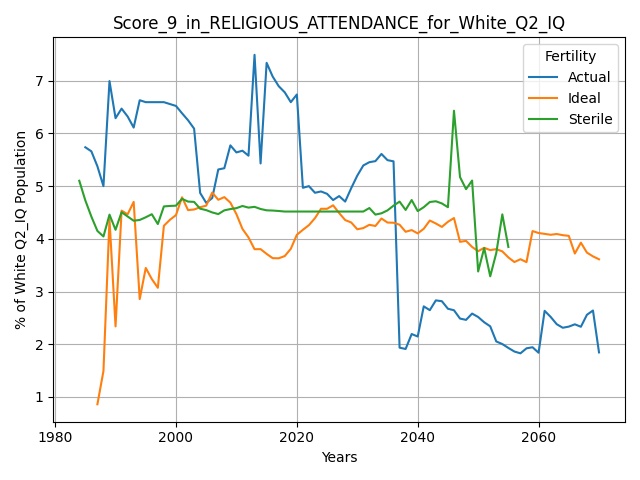 Score_9_in_RELIGIOUS_ATTENDANCE_for_White_Q2_IQ
Fertility
Actual
Ideal
Sterile
% of White Q2_IQ Population
7
6
5
4
3
2
1
1980
2000
2020
2040
2060
Years